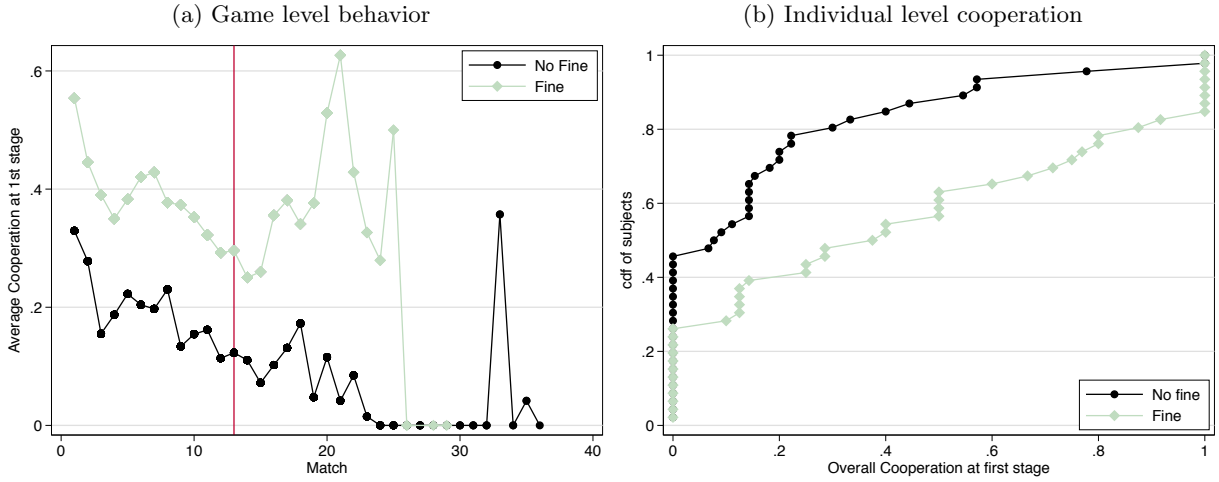 (a) Game level behavior
Average Cooperation at 1st stage
.6
.4
.2
0
0
10
20
30
40
Match
No Fine
Fine
(b) Individual level cooperation
cdf of subjects
1
.8
.6
.4
.2
0
0
.2
.4
.6
.8
1
Overall Cooperation at first stage
No fine
Fine